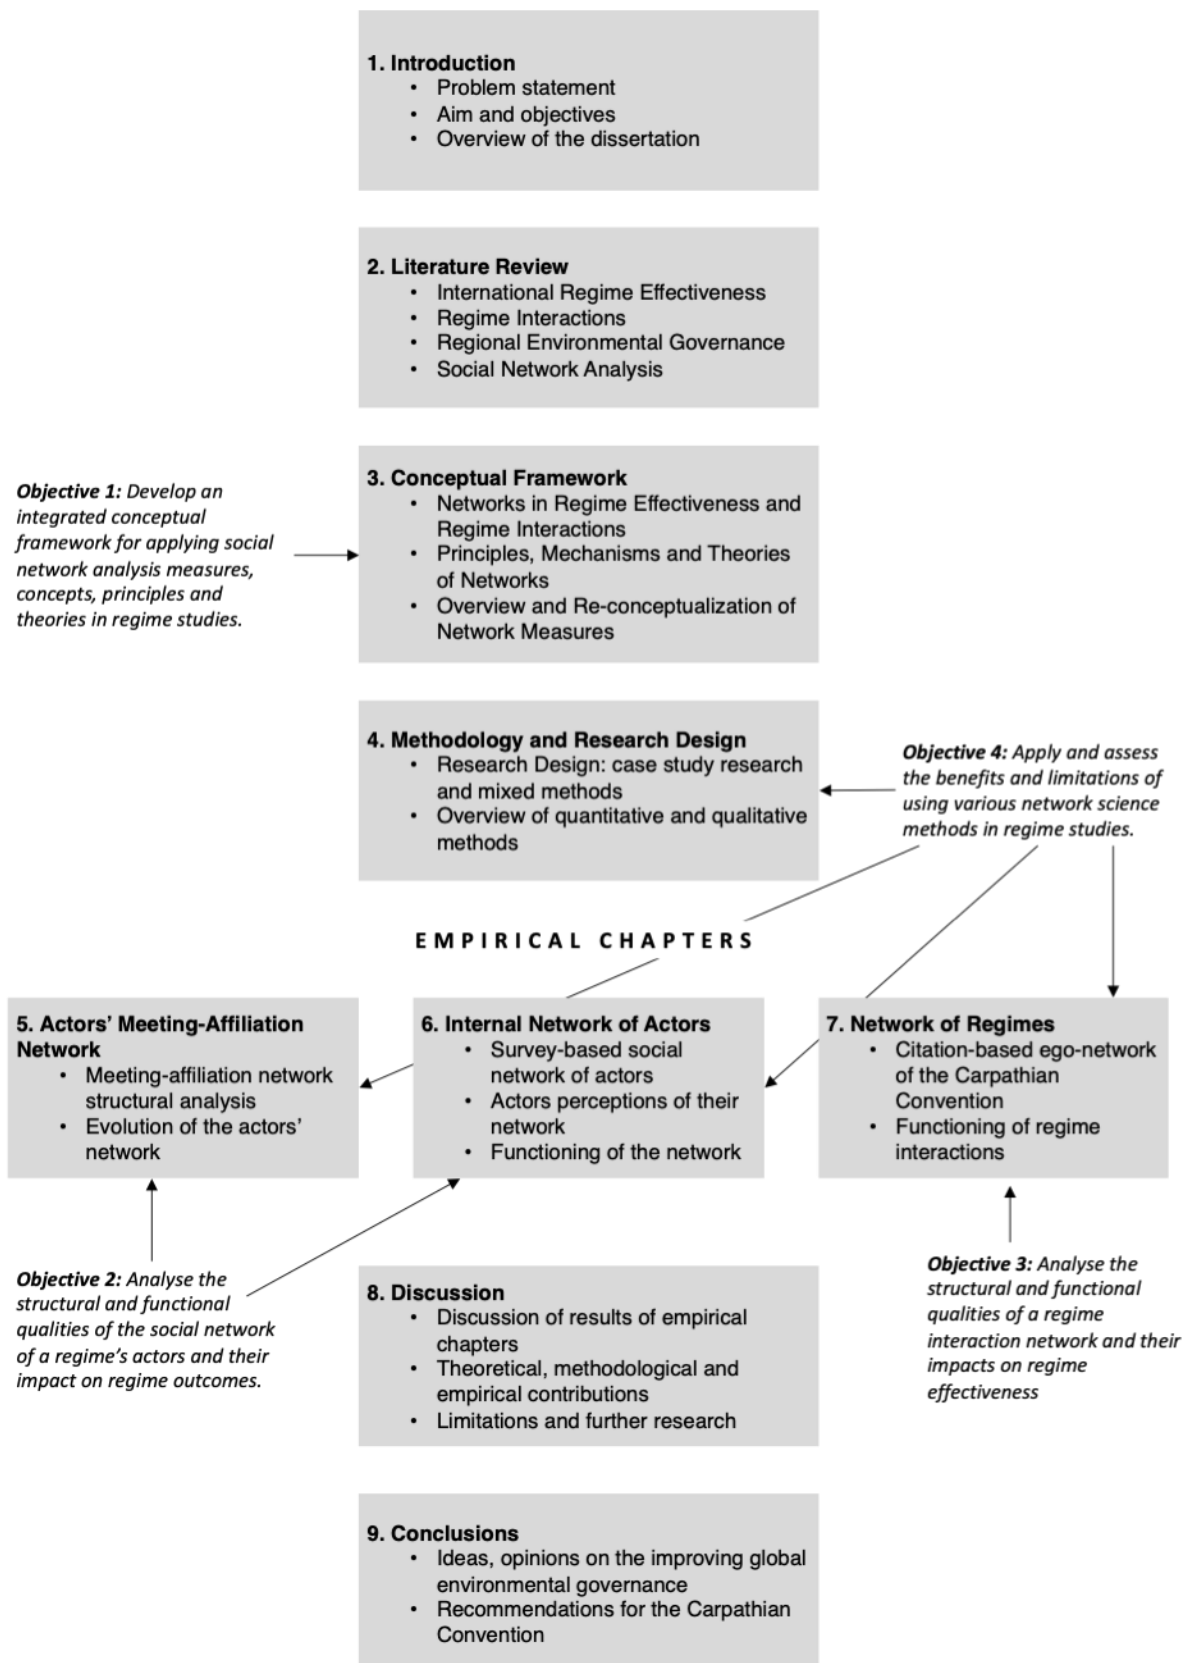 1. Introduction
• Problem statement
• Aim and objectives
• Overview of the dissertation
2. Literature Review
• International Regime Effectiveness
• Regime Interactions
• Regional Environmental Governance
• Social Network Analysis
Objective 1: Develop an
integrated conceptual
framework for applying social
network analysis measures,
concepts, principles and
theories in regime studies.
3. Conceptual Framework
• Networks in Regime Effectiveness and
Regime Interactions
• Principles, Mechanisms and Theories
of Networks
• Overview and Re-conceptualization of
Network Measures
4. Methodology and Research Design
• Research Design: case study research
and mixed methods
• Overview of quantitative and qualitative
methods
Objective 4: Apply and assess
the benefits and limitations of
using various network science
methods in regime studies.
EMPIRICAL CHAPTERS
5. Actors’ Meeting-Affiliation
Network
• Meeting-affiliation network
structural analysis
• Evolution of the actors’
network
6. Internal Network of Actors
• Survey-based social
network of actors
• Actors perceptions of their
network
• Functioning of the network
7. Network of Regimes
• Citation-based ego-network
of the Carpathian
Convention
• Functioning of regime
interactions
Objective 2: Analyse the
structural and functional
qualities of the social network
of a regime’s actors and their
impact on regime outcomes.
Objective 3: Analyse the
structural and functional
qualities of a regime
interaction network and their
impacts on regime
effectiveness
8. Discussion
• Discussion of results of empirical
chapters
• Theoretical, methodological and
empirical contributions
• Limitations and further research
9. Conclusions
• Ideas, opinions on the improving global
environmental governance
• Recommendations for the Carpathian
Convention